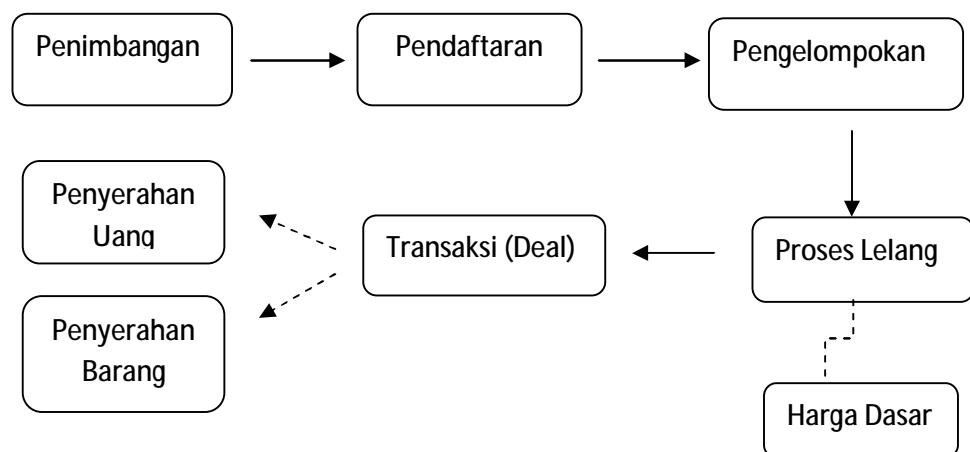 Penimbangan
Pendaftaran
Pengelompokan
Penyerahan
Uang
Transaksi (Deal)
Proses Lelang
Penyerahan
Barang
Harga Dasar